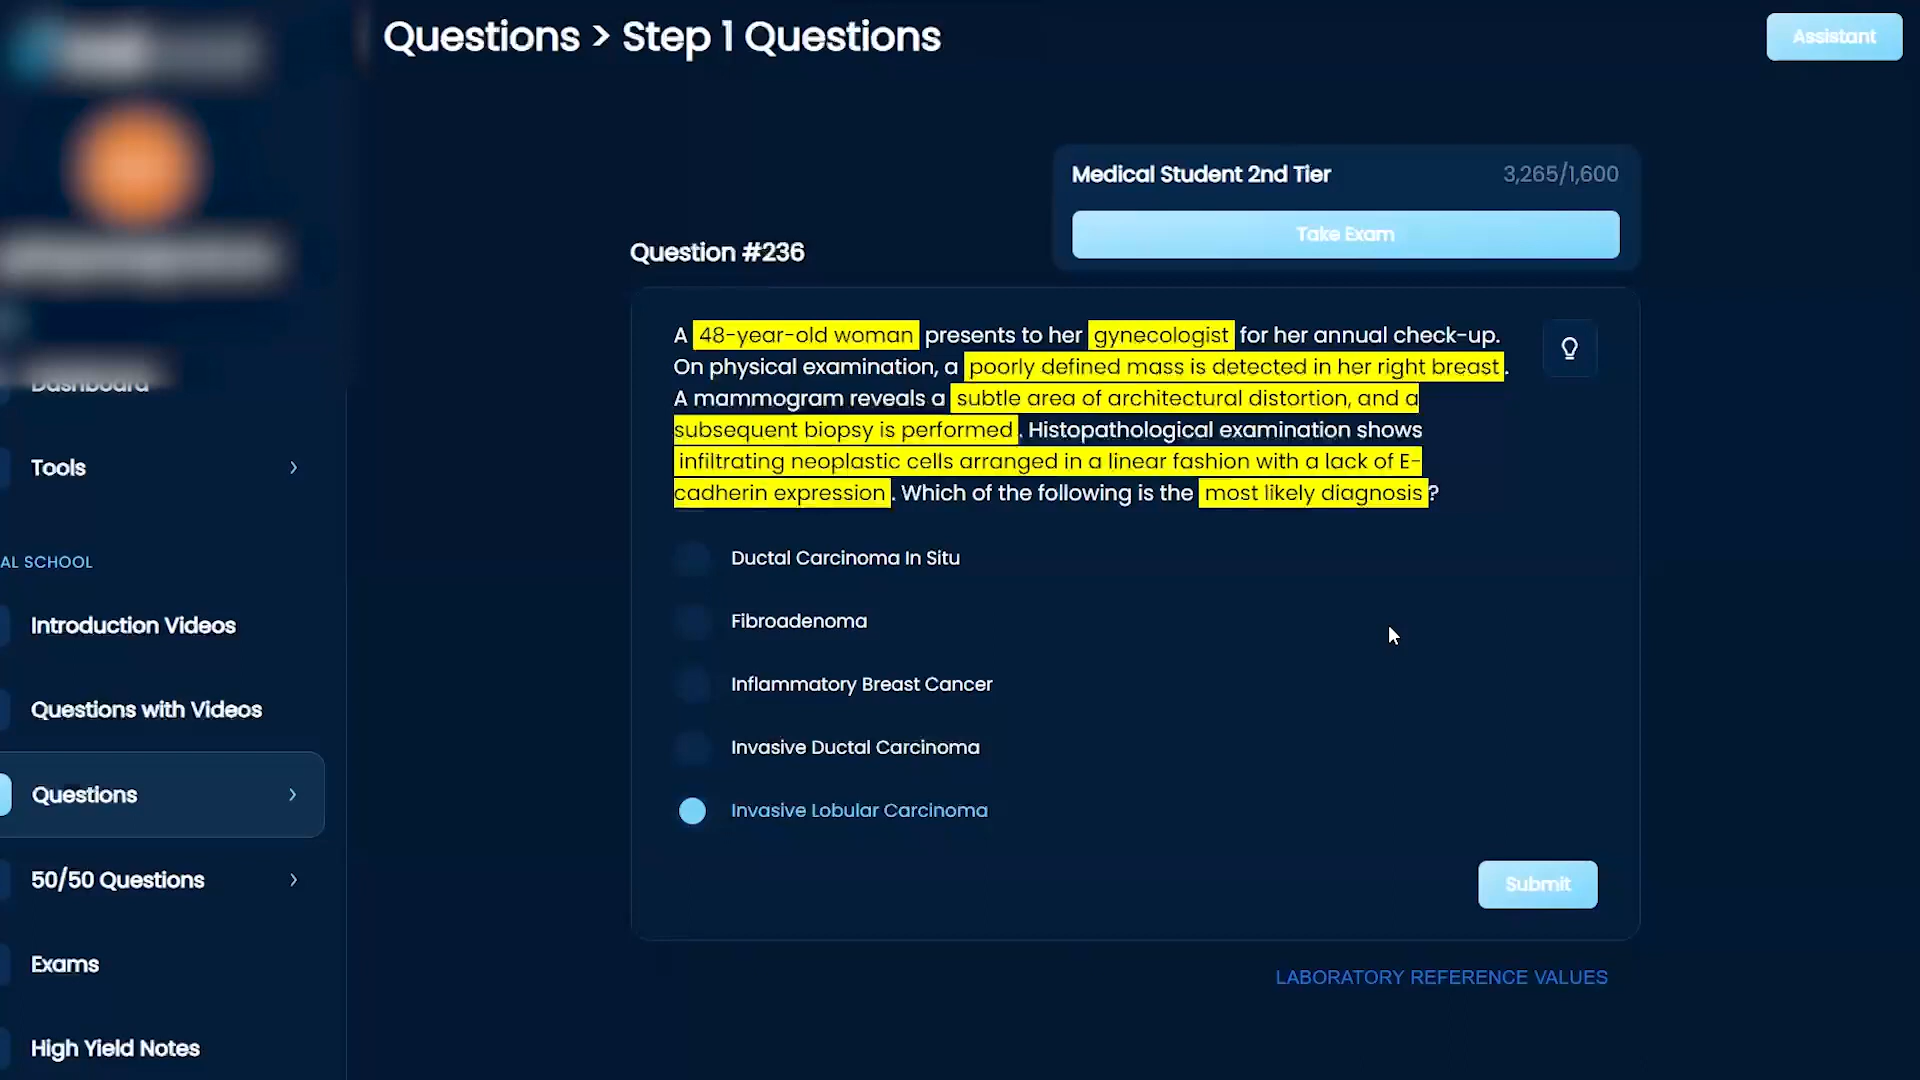 Questions > Step 1 Questions
Assistant
Medical Student 2nd Tier 3,265/1,600
Take Exam
Question #236
A 48-year-old woman presents to her gynecologist for her annual check-up.
On physical examination, a poorly defined mass is detected in her right breast.
A mammogram reveals a subtle area of architectural distortion, and a
subsequent biopsy is performed. Histopathological examination shows
infiltrating neoplastic cells arranged in a linear fashion with a lack of E-
cadherin expression. Which of the following is the most likely diagnosis?
Ductal Carcinoma In Situ
Fibroadenoma
Inflammatory Breast Cancer
Invasive Ductal Carcinoma
Invasive Lobular Carcinoma
Submit
LABORATORY REFERENCE VALUES
Dashboard
Tools
AL SCHOOL
Introduction Videos
Questions with Videos
Questions
50/50 Questions
Exams
High Yield Notes